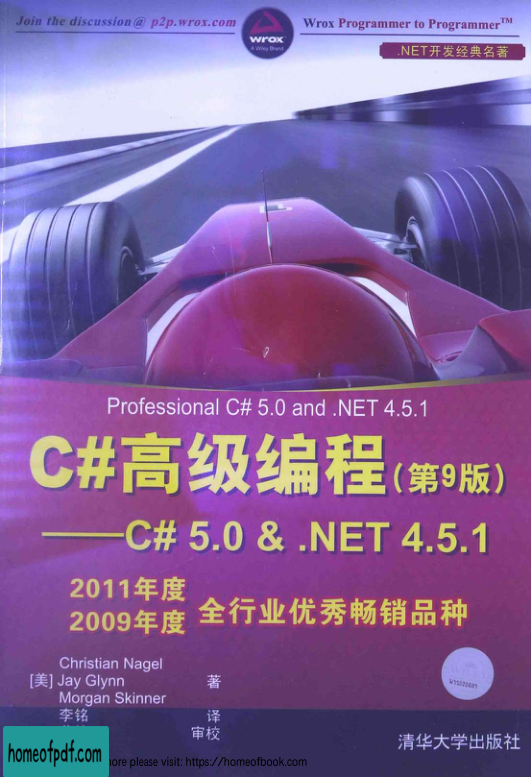 Join the discussion @ p2p.wrox.com
Wrox Programmer to Programmer™
wrox
A Wiley Brand
.NET开发经典名著
Professional C# 5.0 and .NET 4.5.1
C#高级编程(第9版)
——C# 5.0 & .NET 4.5.1
2011年度
2009年度 全行业优秀畅销品种
Christian Nagel
[美] Jay Glynn 著
Morgan Skinner
李铭 译
审校
清华大学出版社
homeofpdf.com
more please visit: https://homeofbook.com